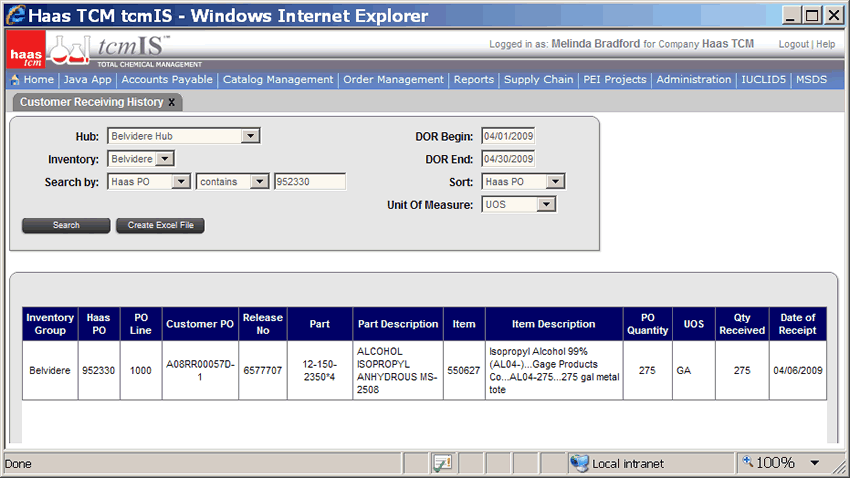 Haas TCM tcmIS - Windows Internet Explorer
haas tcm
tcmIS™
TOTAL CHEMICAL MANAGEMENT
Logged in as: Melinda Bradford for Company Haas TCM
Logout | Help
Home | Java App | Accounts Payable | Catalog Management | Order Management | Reports | Supply Chain | PEI Projects | Administration | IUCLID5 | MSDS
Customer Receiving History x
Hub: Belvidere Hub DOR Begin: 04/01/2009
Inventory: Belvidere DOR End: 04/30/2009
Search by: Haas PO contains 952330 Sort: Haas PO
Unit Of Measure: UOS
Search Create Excel File
Inventory Group Haas PO PO Line Customer PO Release No Part Part Description Item Item Description PO Quantity UOS Qty Received Date of Receipt
Belvidere 952330 1000 A08RR00057D-1 6577707 12-150-2350*4 ALCOHOL ISOPROPYL ANHYDROUS MS-2508 550627 Isopropyl Alcohol 99% (AL04-)...Gage Products Co...AL04-275...275 gal metal tote 275 GA 275 04/06/2009
Done Local intranet 100%